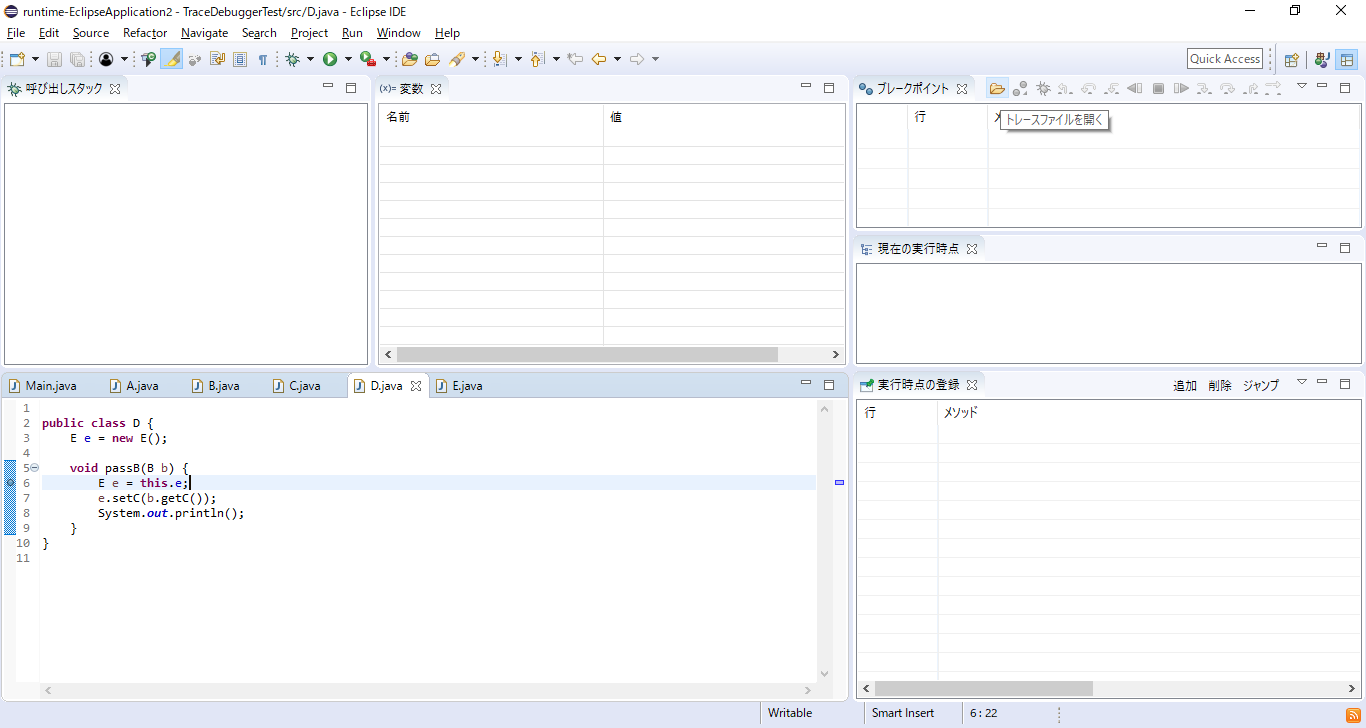 runtime-EclipseApplication2 - TraceDebuggerTest/src/D.java - Eclipse IDE
File Edit Source Refactor Navigate Search Project Run Window Help
Quick Access
呼び出しスタック
(x)= 変数
名前 値
ブレークポイント
行
トレースファイルを開く
現在の実行時点
Main.java A.java B.java C.java D.java E.java
1
2 public class D {
3 E e = new E();
4
5 void passB(B b) {
6 E e = this.e;
7 e.setC(b.getC());
8 System.out.println();
9 }
10 }
11
実行時点の登録 追加 削除 ジャンプ
行 メソッド
Writable Smart Insert 6 : 22